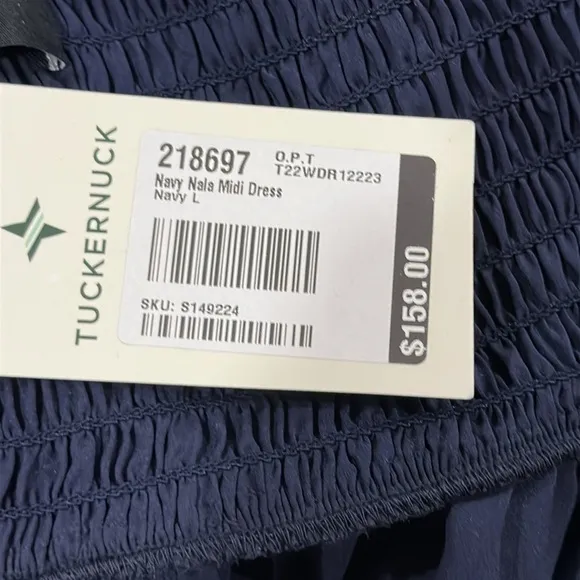 TUCKERNUCK
218697
O.P.T
T22WDR12223
Navy Nala Midi Dress
Navy L
SKU: S149224
$158.00